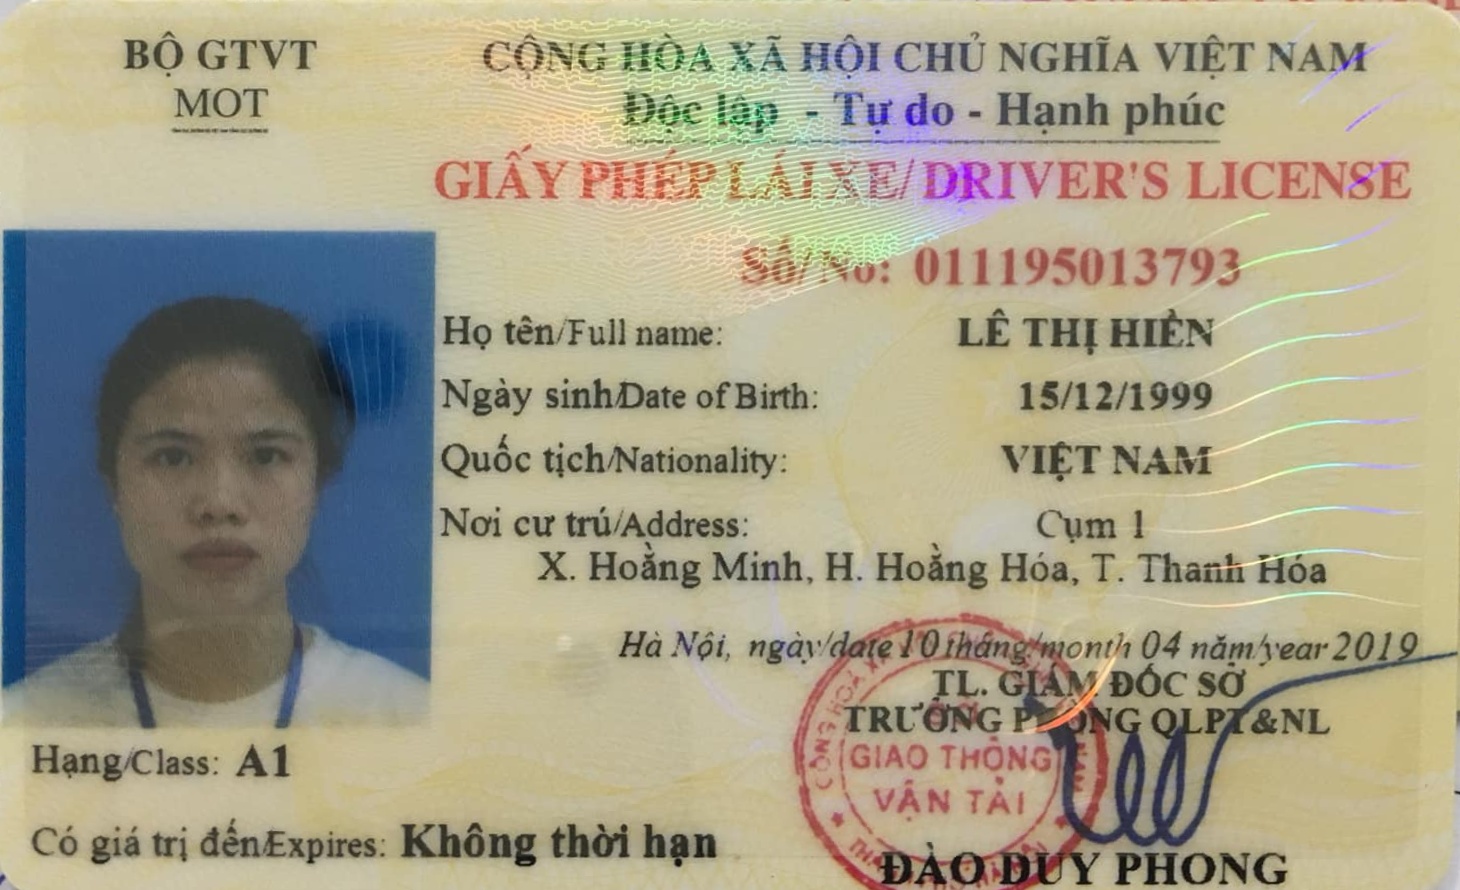 BỘ GTVT
MOT
CỘNG HÒA XÃ HỘI CHỦ NGHĨA VIỆT NAM
Độc lập - Tự do - Hạnh phúc
GIẤY PHÉP LÁI XE/ DRIVER'S LICENSE
Số/No: 011195013793
Họ tên/Full name: LÊ THỊ HIỀN
Ngày sinh/Date of Birth: 15/12/1999
Quốc tịch/Nationality: VIỆT NAM
Nơi cư trú/Address: Cụm 1
X. Hoằng Minh, H. Hoằng Hóa, T. Thanh Hóa
Hà Nội, ngày/date 10 tháng/month 04 năm/year 2019
TL. GIÁM ĐỐC SỞ
TRƯỞNG PHÒNG QLPT&NL
GIAO THÔNG
VẬN TẢI
ĐÀO DUY PHONG
Hạng/Class: A1
Có giá trị đến/Expires: Không thời hạn